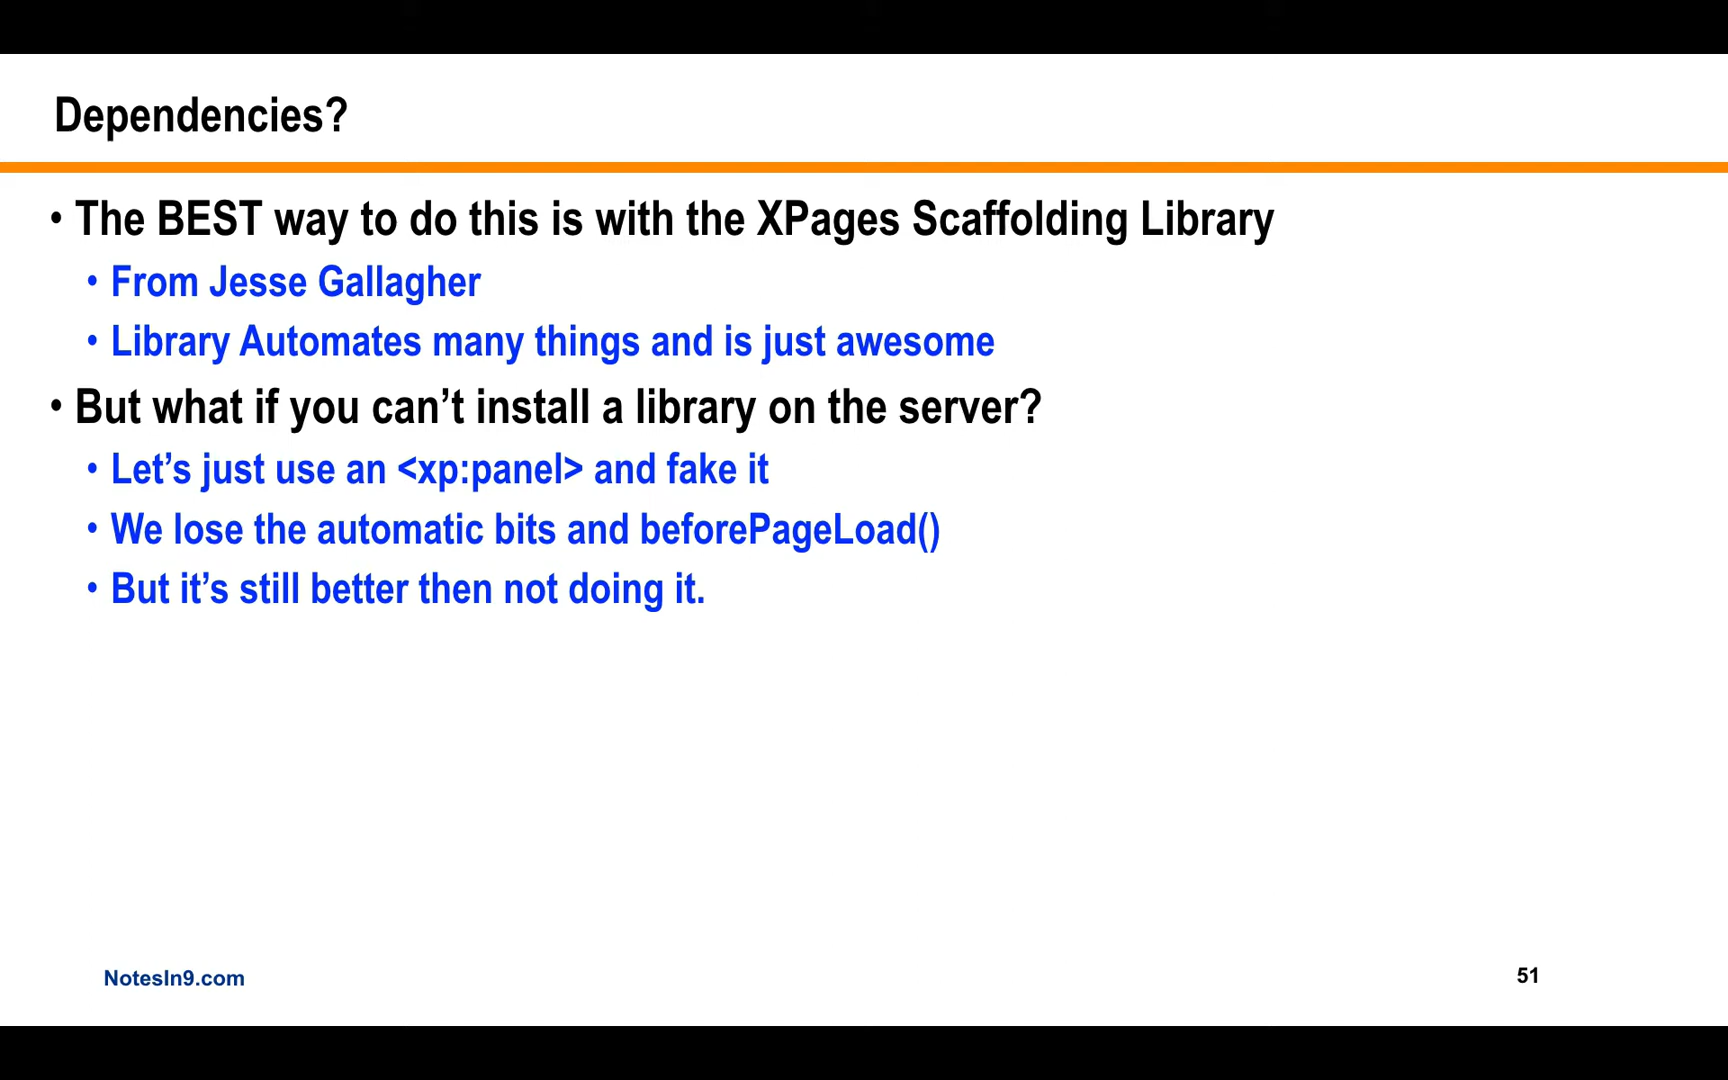 Dependencies?
• The BEST way to do this is with the XPages Scaffolding Library
• From Jesse Gallagher
• Library Automates many things and is just awesome
• But what if you can’t install a library on the server?
• Let’s just use an <xp:panel> and fake it
• We lose the automatic bits and beforePageLoad()
• But it’s still better then not doing it.
NotesIn9.com
51